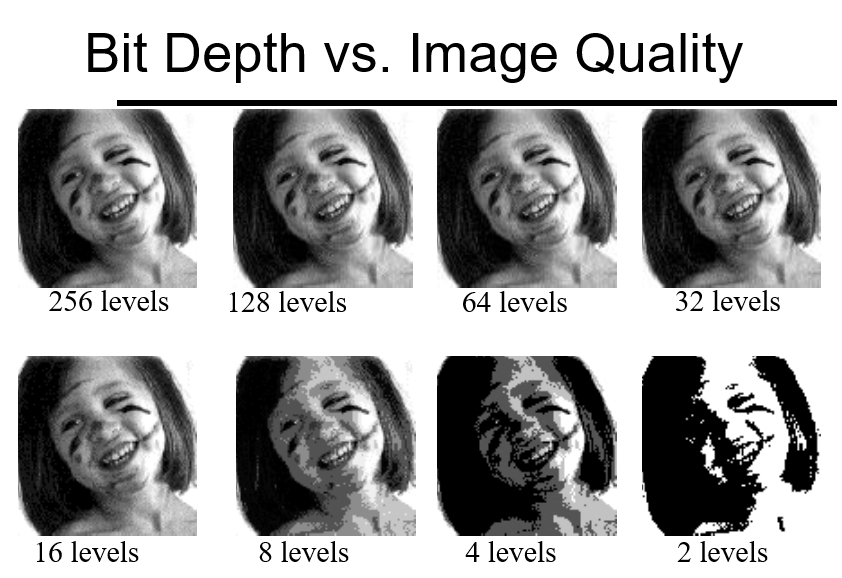 Bit Depth vs. Image Quality
256 levels
128 levels
64 levels
32 levels
16 levels
8 levels
4 levels
2 levels